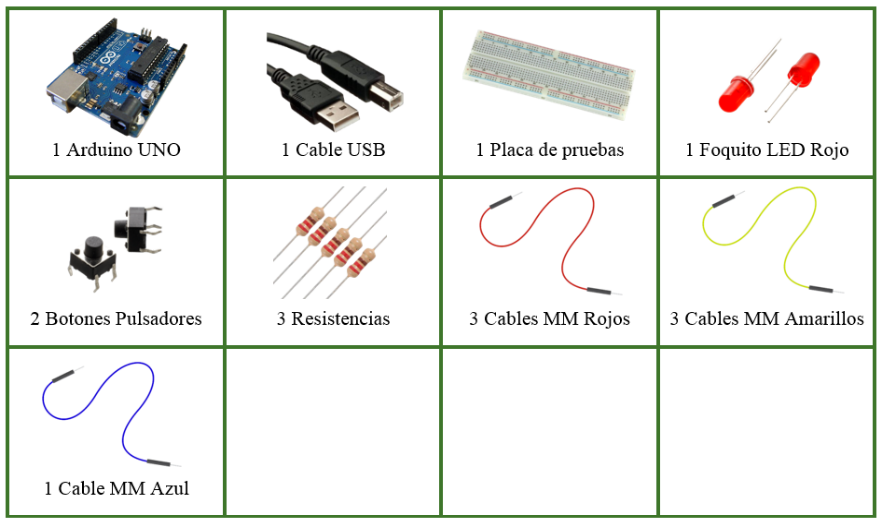 1 Arduino UNO
1 Cable USB
1 Placa de pruebas
1 Foquito LED Rojo
2 Botones Pulsadores
3 Resistencias
3 Cables MM Rojos
3 Cables MM Amarillos
1 Cable MM Azul